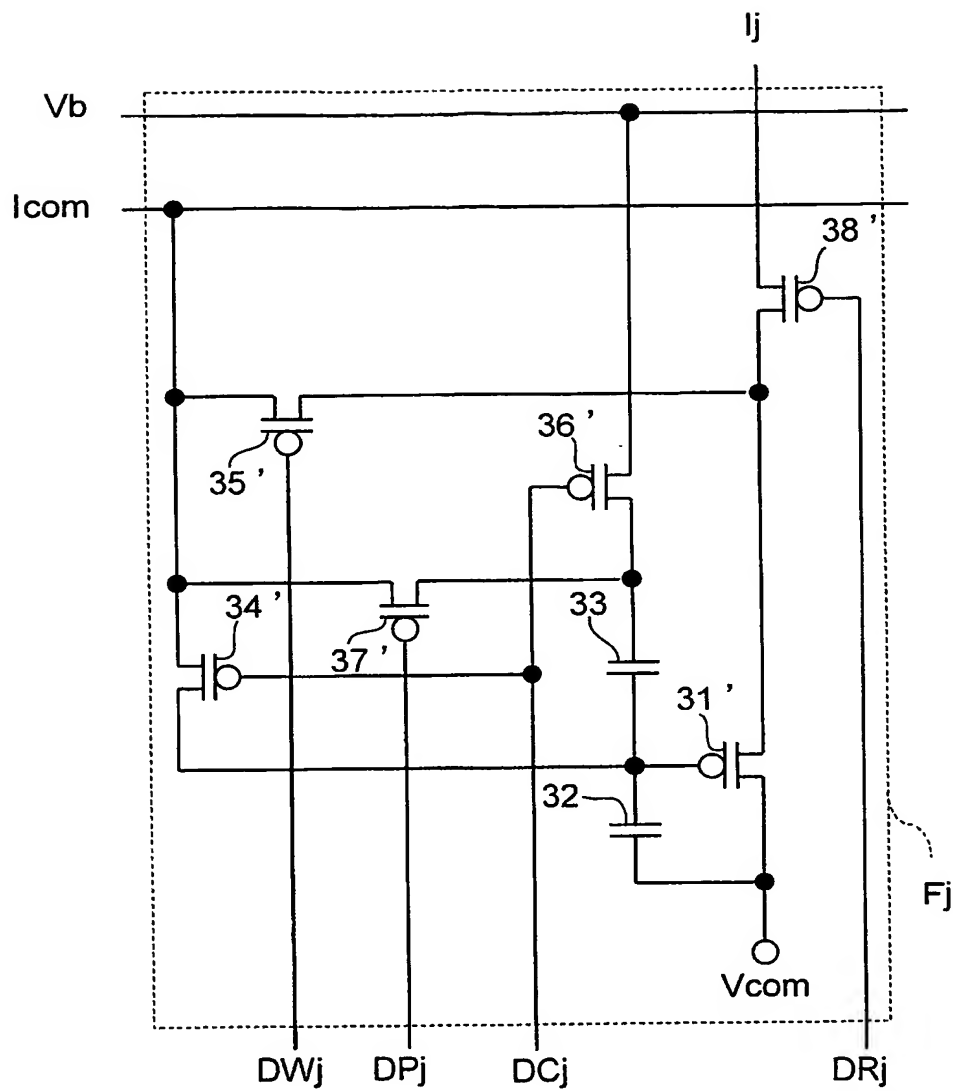 Ij
Vb
Icom
38 '
36 '
35 '
34 '
33
37 '
31 '
32
Fj
Vcom
DWj
DPj
DCj
DRj